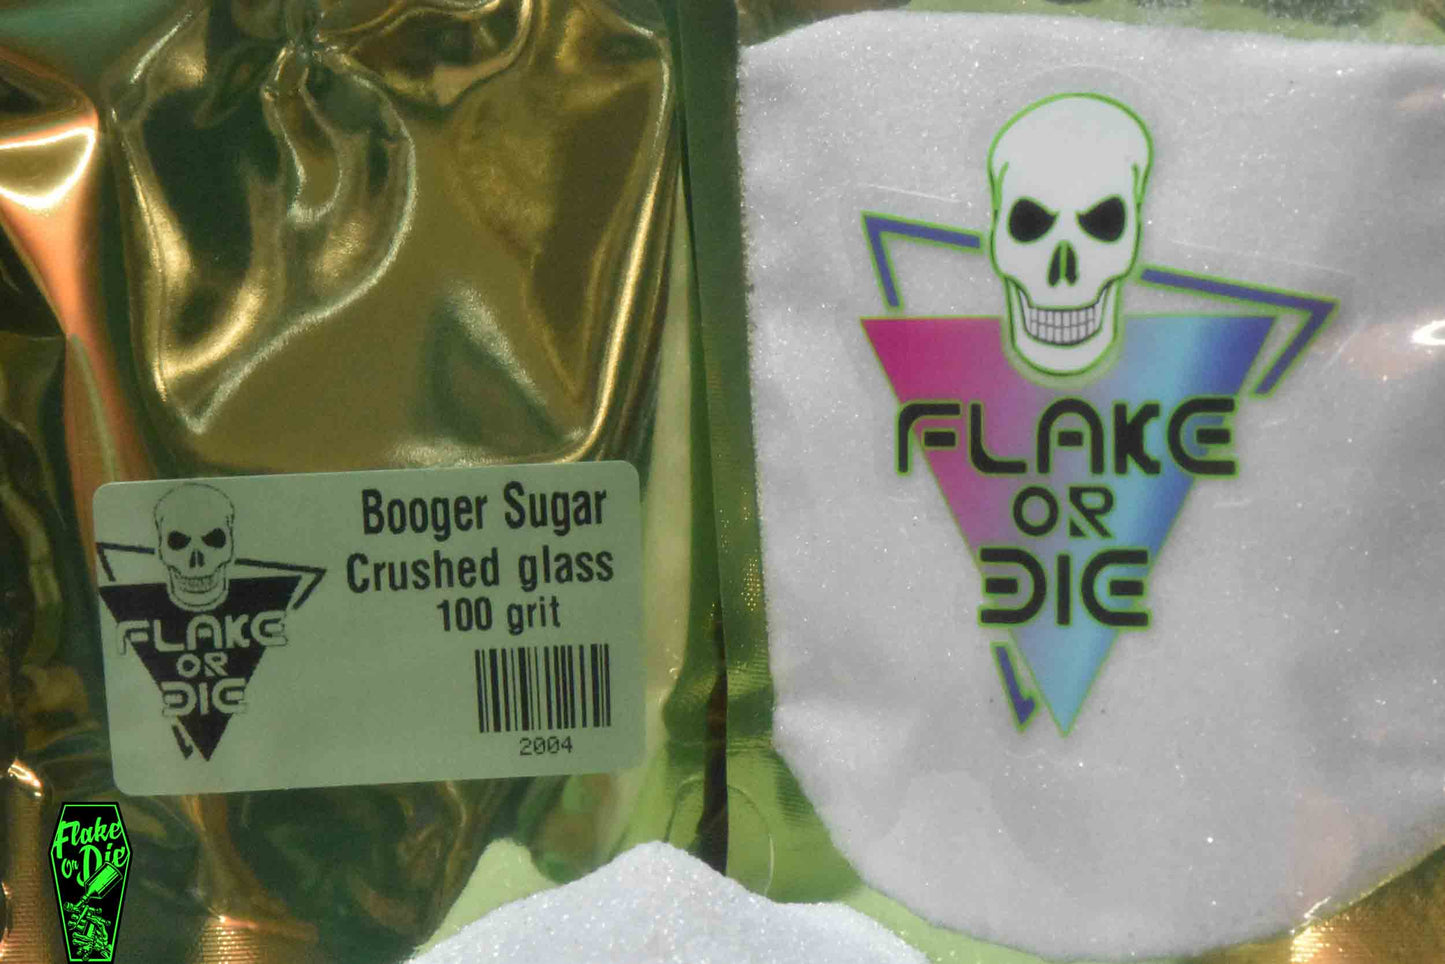 Booger Sugar
Crushed glass
100 grit
2004
FLAKE
OR
DIE
FLAKE
OR
DIE
Flake
Or Die